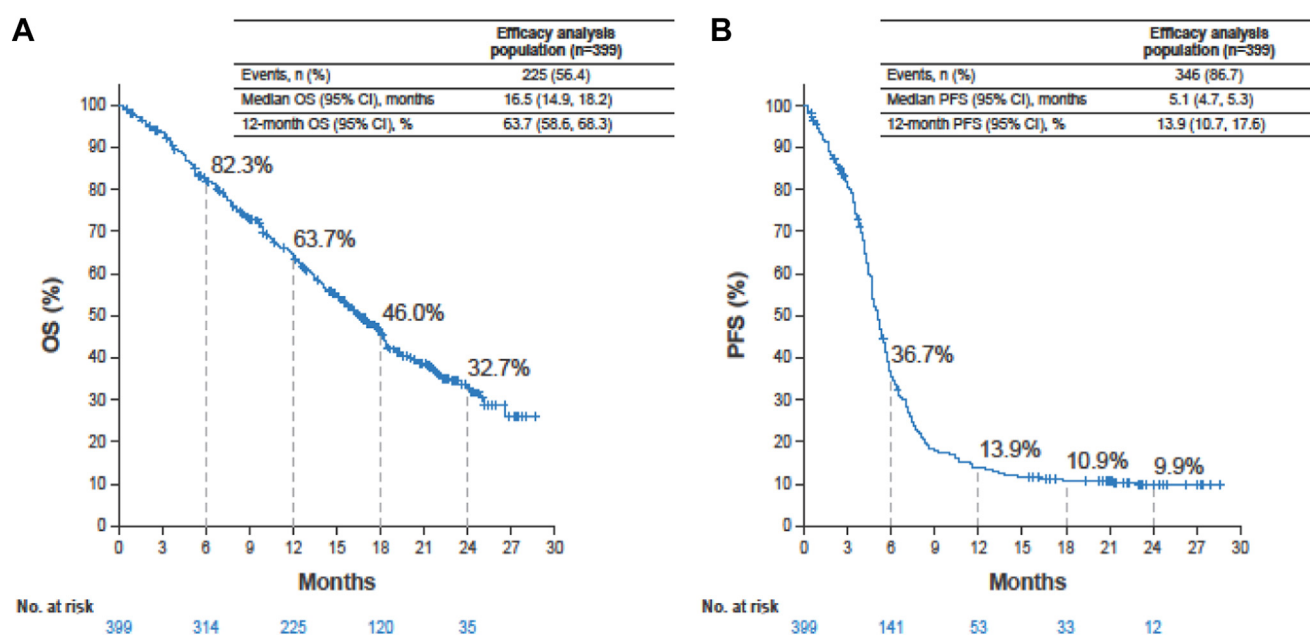 A
Efficacy analysis
population (n=399)
Events, n (%) 225 (56.4)
Median OS (95% CI), months 16.5 (14.9, 18.2)
12-month OS (95% CI), % 63.7 (58.6, 68.3)
100
90
80
70
60
50
40
30
20
10
0
OS (%)
82.3%
63.7%
46.0%
32.7%
0 3 6 9 12 15 18 21 24 27 30
Months
No. at risk
399 314 225 120 35
B
Efficacy analysis
population (n=399)
Events, n (%) 346 (86.7)
Median PFS (95% CI), months 5.1 (4.7, 5.3)
12-month PFS (95% CI), % 13.9 (10.7, 17.6)
100
90
80
70
60
50
40
30
20
10
0
PFS (%)
36.7%
13.9%
10.9%
9.9%
0 3 6 9 12 15 18 21 24 27 30
Months
No. at risk
399 141 53 33 12